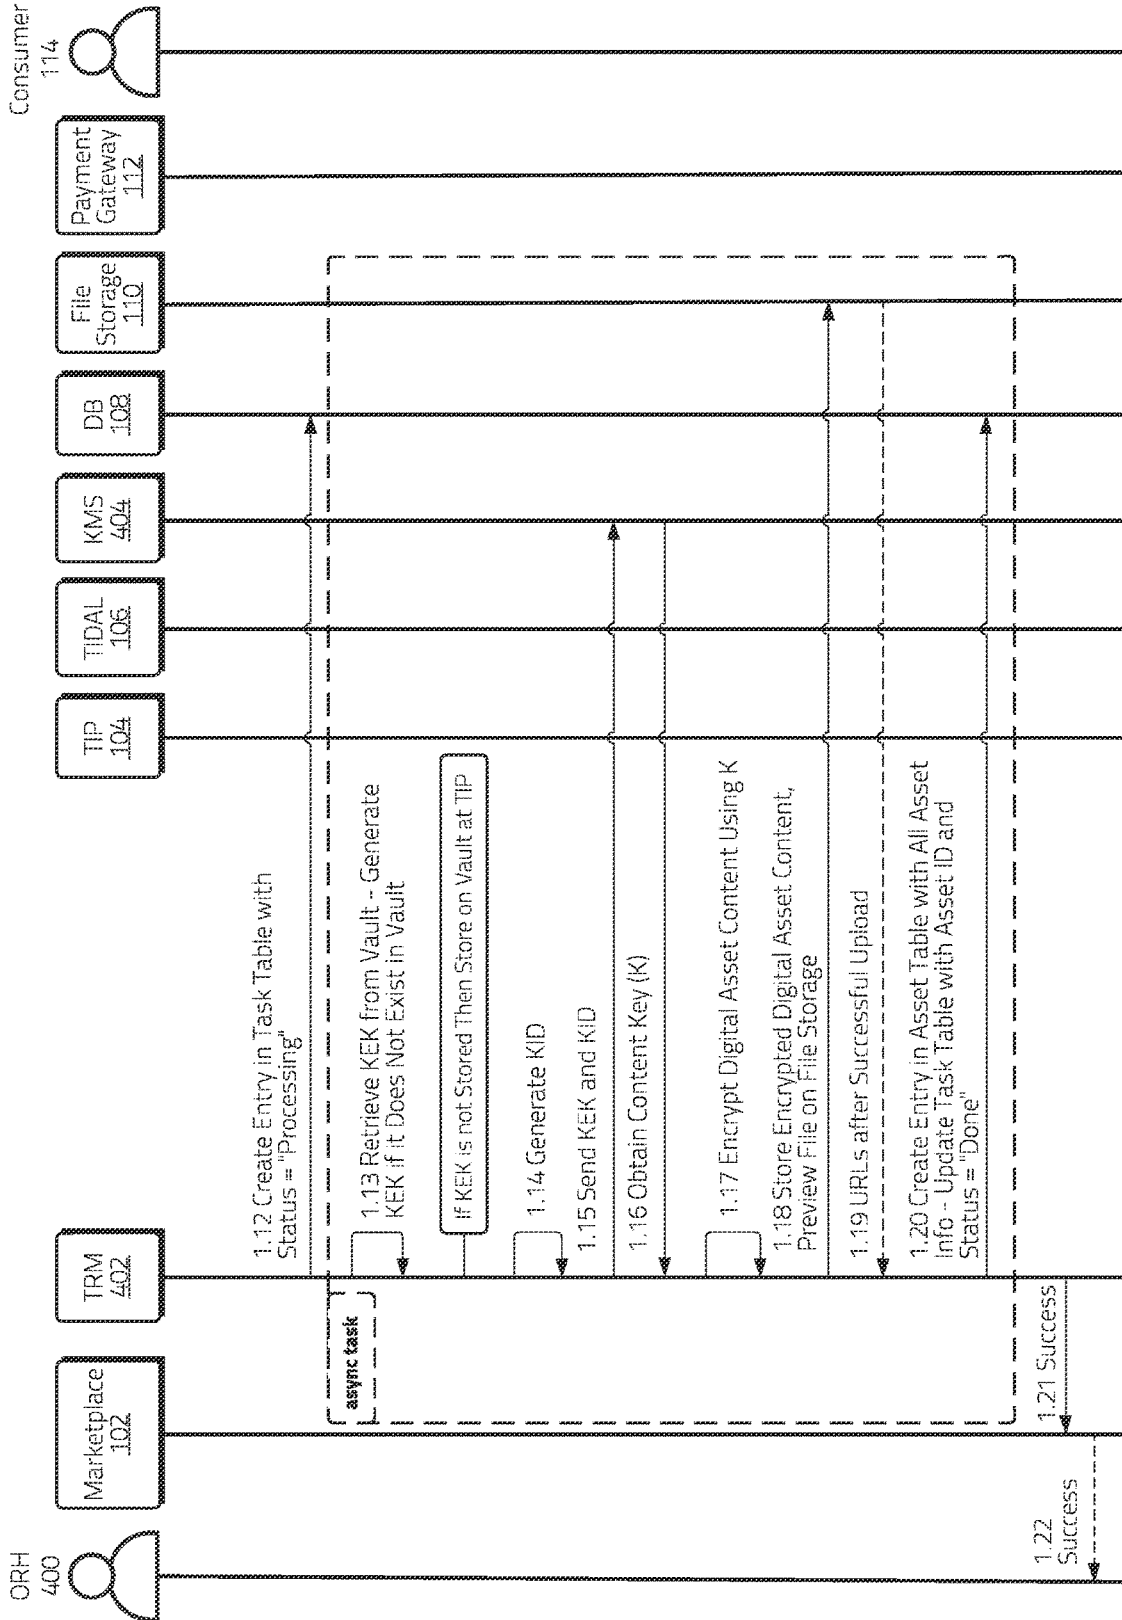 ORH
400
Marketplace
102
TRM
402
TIP
104
TIDAL
106
KMS
404
DB
108
File
Storage
110
Payment
Gateway
112
Consumer
114
1.12 Create Entry in Task Table with
Status = "Processing"
async task
1.13 Retrieve KEK from Vault - Generate
KEK if it Does Not Exist in Vault
If KEK is not Stored Then Store on Vault at TIP
1.14 Generate KID
1.15 Send KEK and KID
1.16 Obtain Content Key (K)
1.17 Encrypt Digital Asset Content Using K
1.18 Store Encrypted Digital Asset Content,
Preview File on File Storage
1.19 URLs after Successful Upload
1.20 Create Entry in Asset Table with All Asset
Info - Update Task Table with Asset ID and
Status = "Done"
1.21 Success
1.22
Success